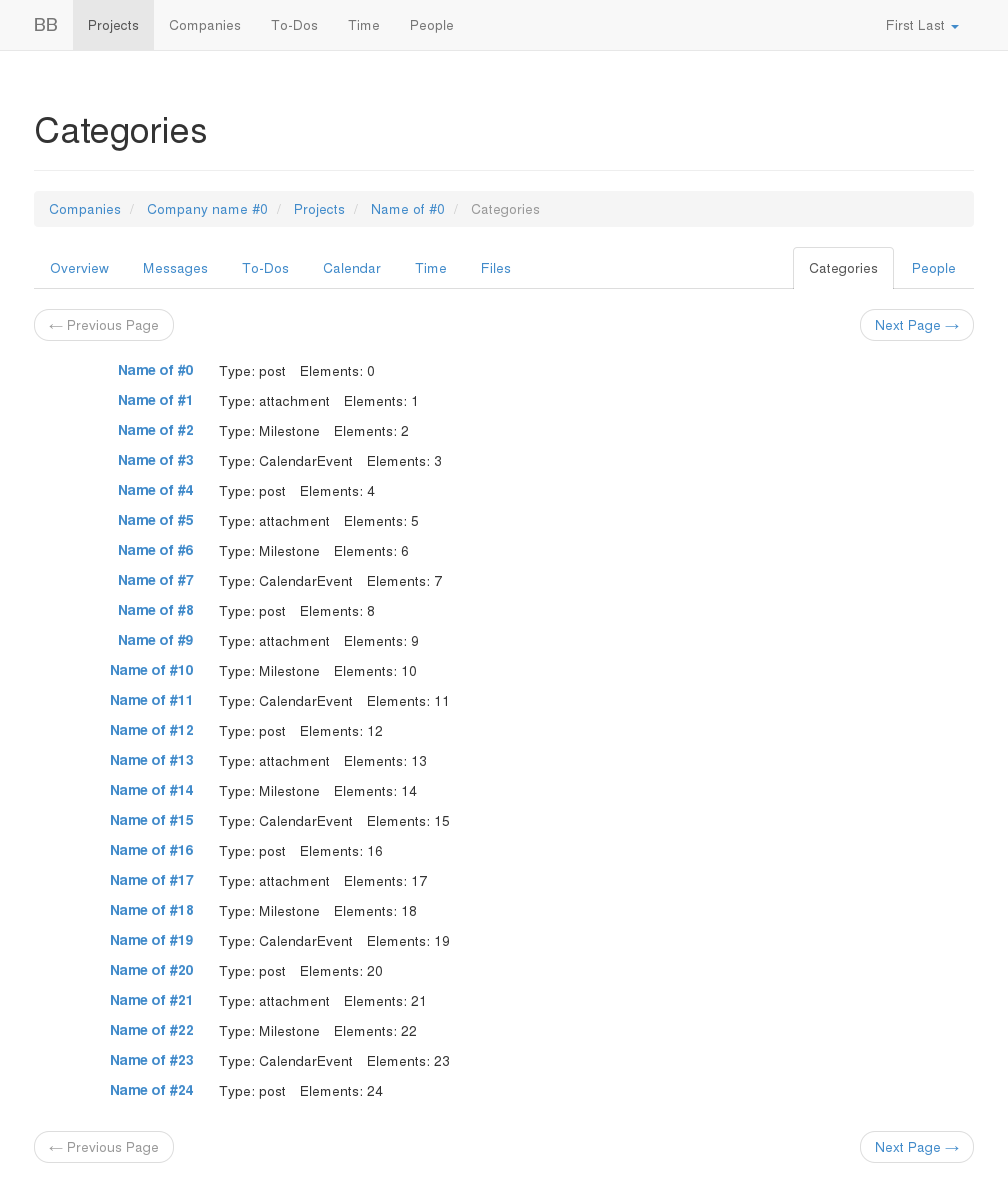 BB Projects Companies To-Dos Time People First Last
Categories
Companies / Company name #0 / Projects / Name of #0 / Categories
Overview Messages To-Dos Calendar Time Files Categories People
← Previous Page Next Page →
Name of #0 Type: post Elements: 0
Name of #1 Type: attachment Elements: 1
Name of #2 Type: Milestone Elements: 2
Name of #3 Type: CalendarEvent Elements: 3
Name of #4 Type: post Elements: 4
Name of #5 Type: attachment Elements: 5
Name of #6 Type: Milestone Elements: 6
Name of #7 Type: CalendarEvent Elements: 7
Name of #8 Type: post Elements: 8
Name of #9 Type: attachment Elements: 9
Name of #10 Type: Milestone Elements: 10
Name of #11 Type: CalendarEvent Elements: 11
Name of #12 Type: post Elements: 12
Name of #13 Type: attachment Elements: 13
Name of #14 Type: Milestone Elements: 14
Name of #15 Type: CalendarEvent Elements: 15
Name of #16 Type: post Elements: 16
Name of #17 Type: attachment Elements: 17
Name of #18 Type: Milestone Elements: 18
Name of #19 Type: CalendarEvent Elements: 19
Name of #20 Type: post Elements: 20
Name of #21 Type: attachment Elements: 21
Name of #22 Type: Milestone Elements: 22
Name of #23 Type: CalendarEvent Elements: 23
Name of #24 Type: post Elements: 24
← Previous Page Next Page →